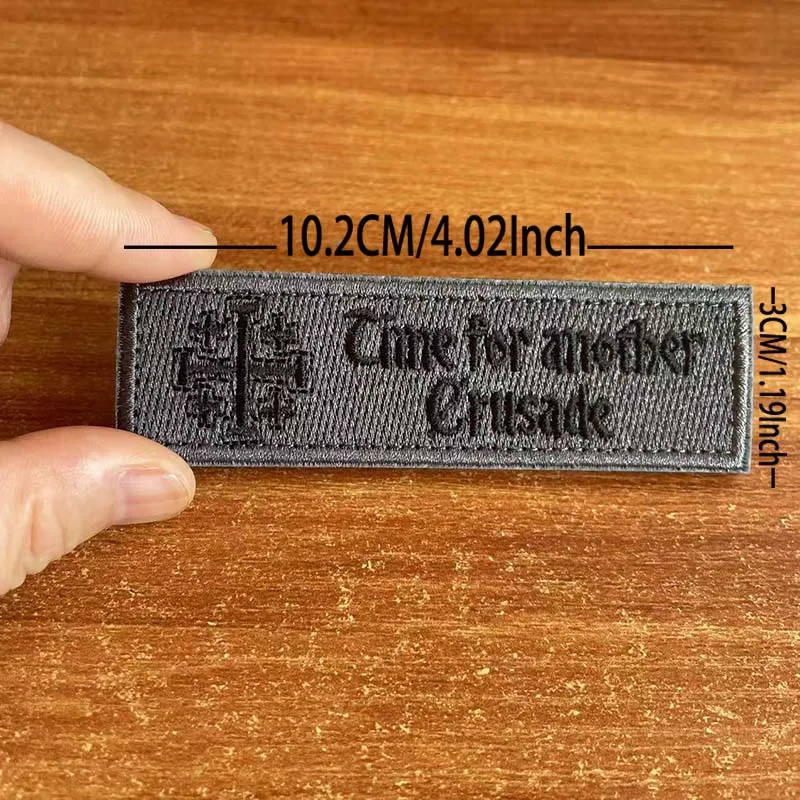 10.2CM/4.02Inch
Time for another
Crusade
3CM/1.19Inch